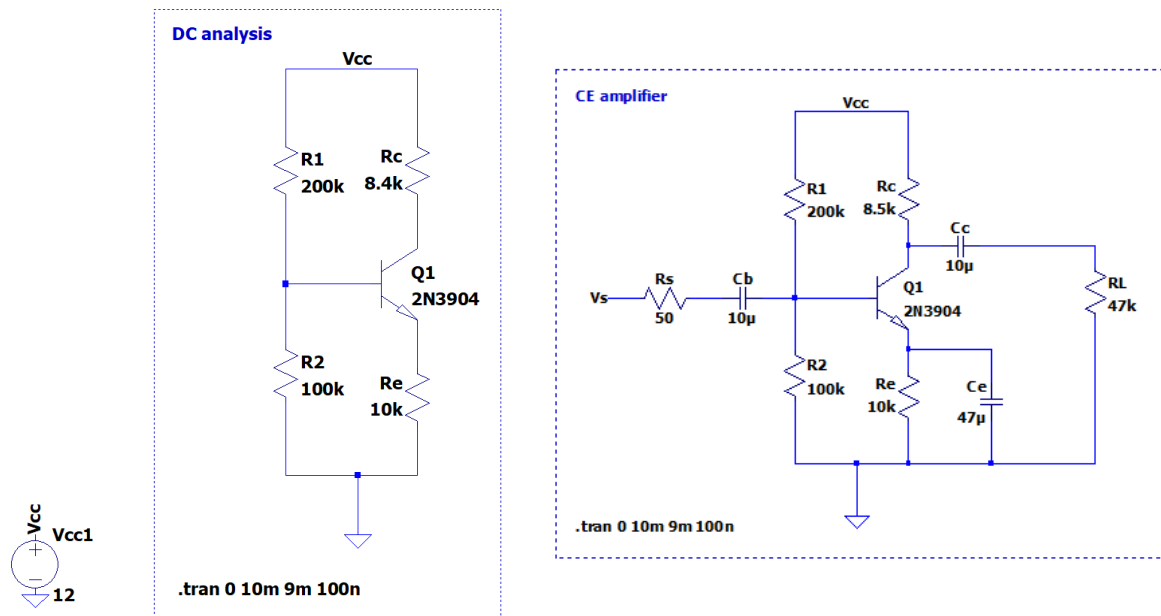 DC analysis
Vcc
R1
200k
Rc
8.4k
Q1
2N3904
R2
100k
Re
10k
Vcc
Vcc1
+
−
12
.tran 0 10m 9m 100n
CE amplifier
Vcc
R1
200k
Rc
8.5k
Cc
10µ
Vs
Rs
50
Cb
10µ
Q1
2N3904
RL
47k
R2
100k
Re
10k
Ce
47µ
.tran 0 10m 9m 100n